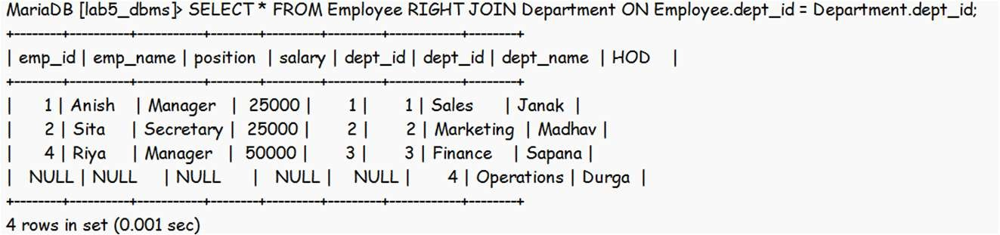 MariaDB [lab5_dbms]> SELECT * FROM Employee RIGHT JOIN Department ON Employee.dept_id = Department.dept_id;
+--------+----------+-----------+--------+---------+---------+------------+--------+
| emp_id | emp_name | position | salary | dept_id | dept_id | dept_name | HOD |
+--------+----------+-----------+--------+---------+---------+------------+--------+
| 1 | Anish | Manager | 25000 | 1 | 1 | Sales | Janak |
| 2 | Sita | Secretary | 25000 | 2 | 2 | Marketing | Madhav |
| 4 | Riya | Manager | 50000 | 3 | 3 | Finance | Sapana |
| NULL | NULL | NULL | NULL | NULL | 4 | Operations | Durga |
+--------+----------+-----------+--------+---------+---------+------------+--------+
4 rows in set (0.001 sec)